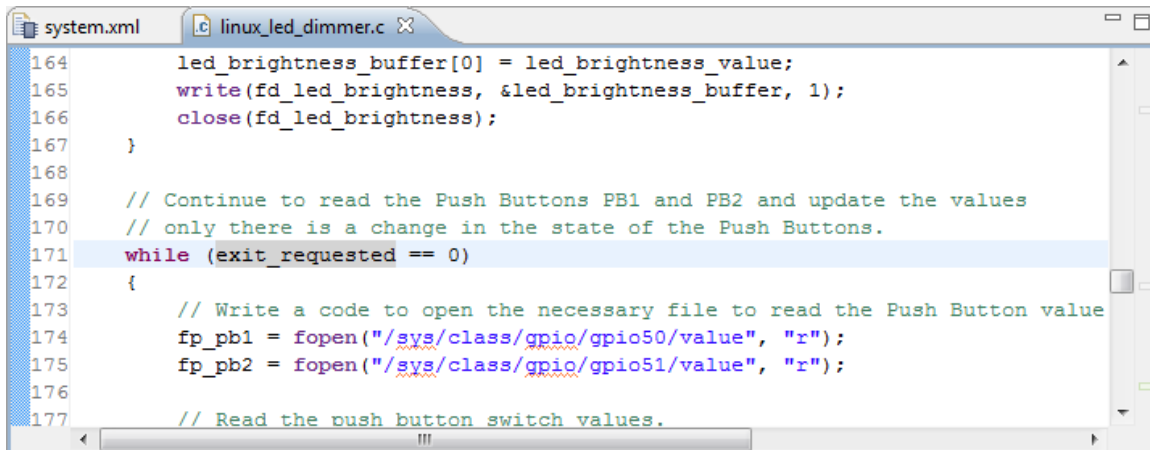 system.xml linux_led_dimmer.c
164 led_brightness_buffer[0] = led_brightness_value;
165 write(fd_led_brightness, &led_brightness_buffer, 1);
166 close(fd_led_brightness);
167 }
168
169 // Continue to read the Push Buttons PB1 and PB2 and update the values
170 // only there is a change in the state of the Push Buttons.
171 while (exit_requested == 0)
172 {
173 // Write a code to open the necessary file to read the Push Button value
174 fp_pb1 = fopen("/sys/class/gpio/gpio50/value", "r");
175 fp_pb2 = fopen("/sys/class/gpio/gpio51/value", "r");
176
177 // Read the push button switch values.